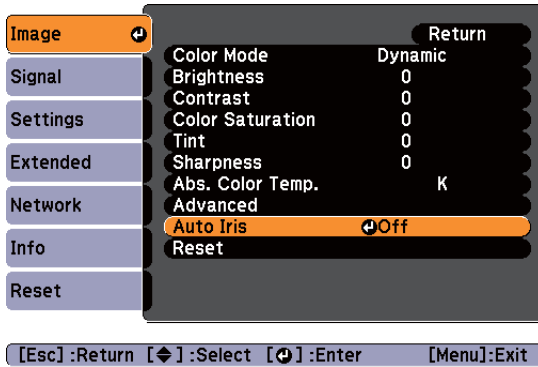 Image
Signal
Settings
Extended
Network
Info
Reset
Return
Color Mode Dynamic
Brightness 0
Contrast 0
Color Saturation 0
Tint 0
Sharpness 0
Abs. Color Temp. K
Advanced
Auto Iris Off
Reset
[Esc] :Return [ ] :Select [ ] :Enter [Menu]:Exit